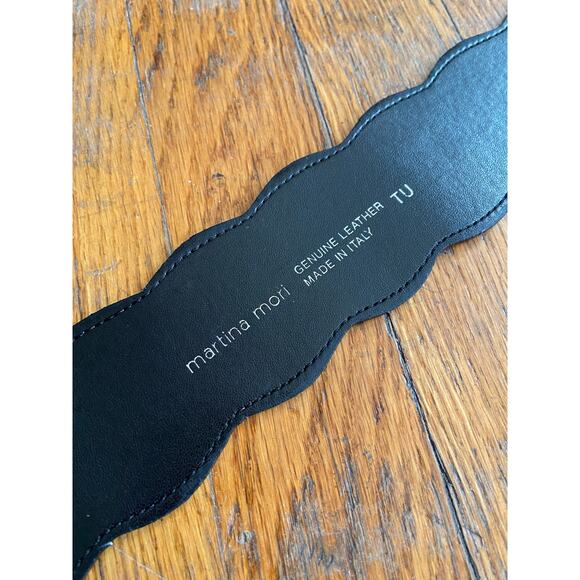 martina mori
GENUINE LEATHER
MADE IN ITALY
TU